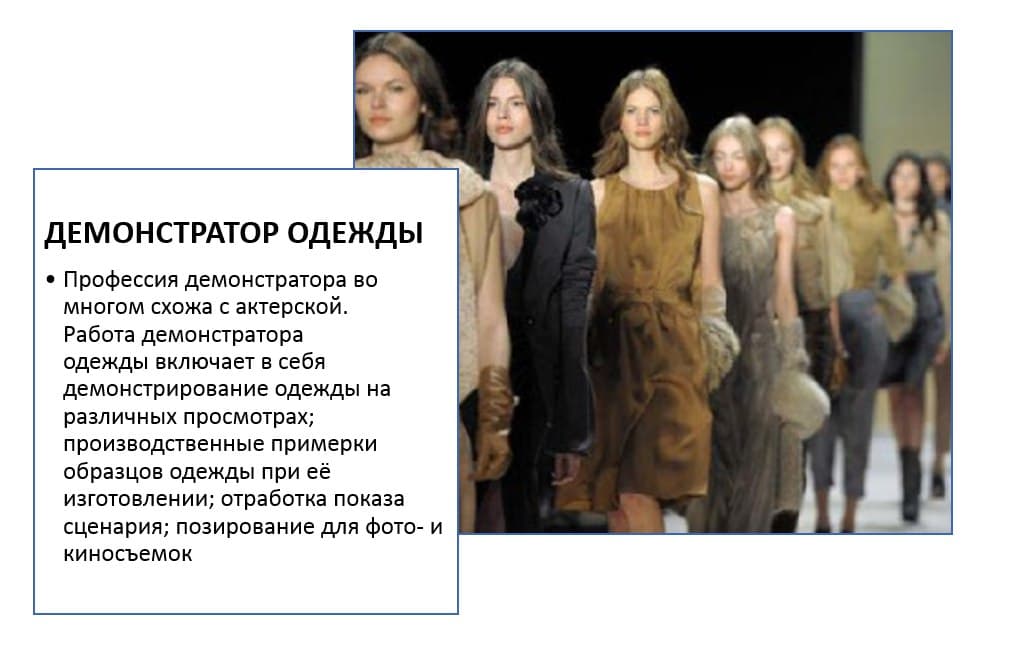 ДЕМОНСТРАТОР ОДЕЖДЫ
• Профессия демонстратора во
многом схожа с актерской.
Работа демонстратора
одежды включает в себя
демонстрирование одежды на
различных просмотрах;
производственные примерки
образцов одежды при её
изготовлении; отработка показа
сценария; позирование для фото- и
киносъемок